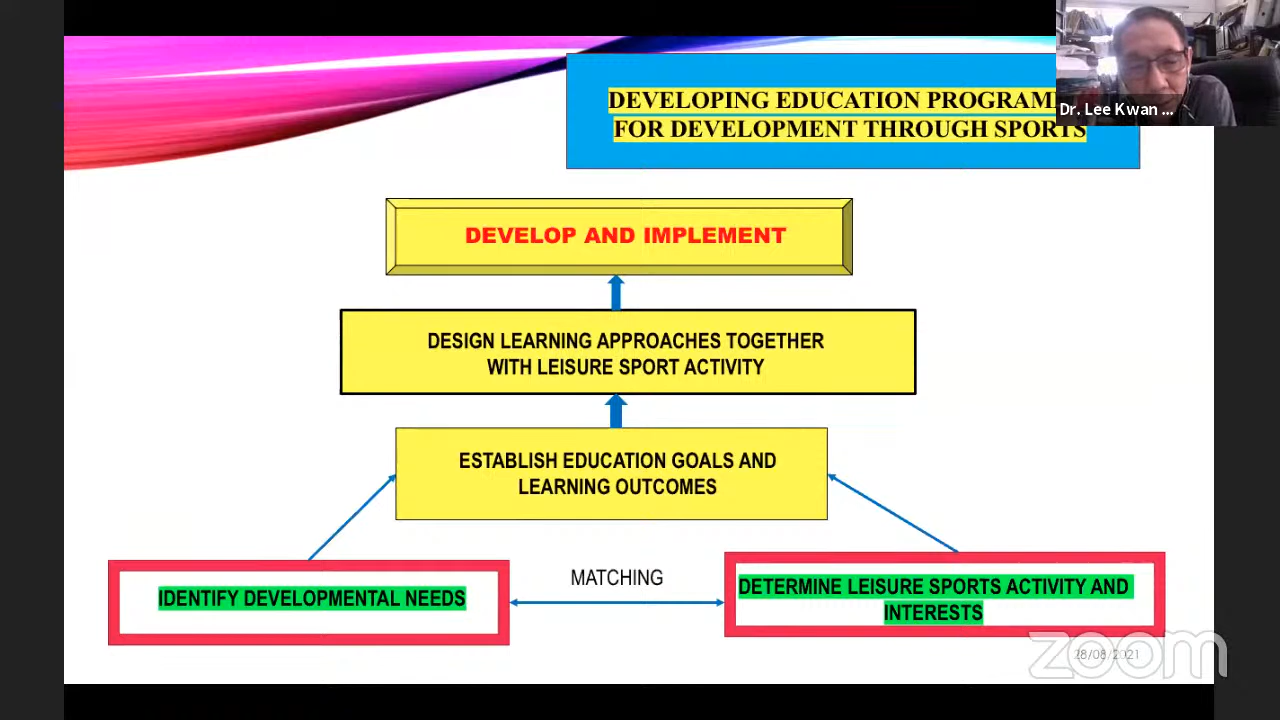 DEVELOPING EDUCATION PROGRAM
FOR DEVELOPMENT THROUGH SPORTS
Dr. Lee Kwan ...
DEVELOP AND IMPLEMENT
DESIGN LEARNING APPROACHES TOGETHER
WITH LEISURE SPORT ACTIVITY
ESTABLISH EDUCATION GOALS AND
LEARNING OUTCOMES
MATCHING
IDENTIFY DEVELOPMENTAL NEEDS
DETERMINE LEISURE SPORTS ACTIVITY AND
INTERESTS
28/08/2021
zoom